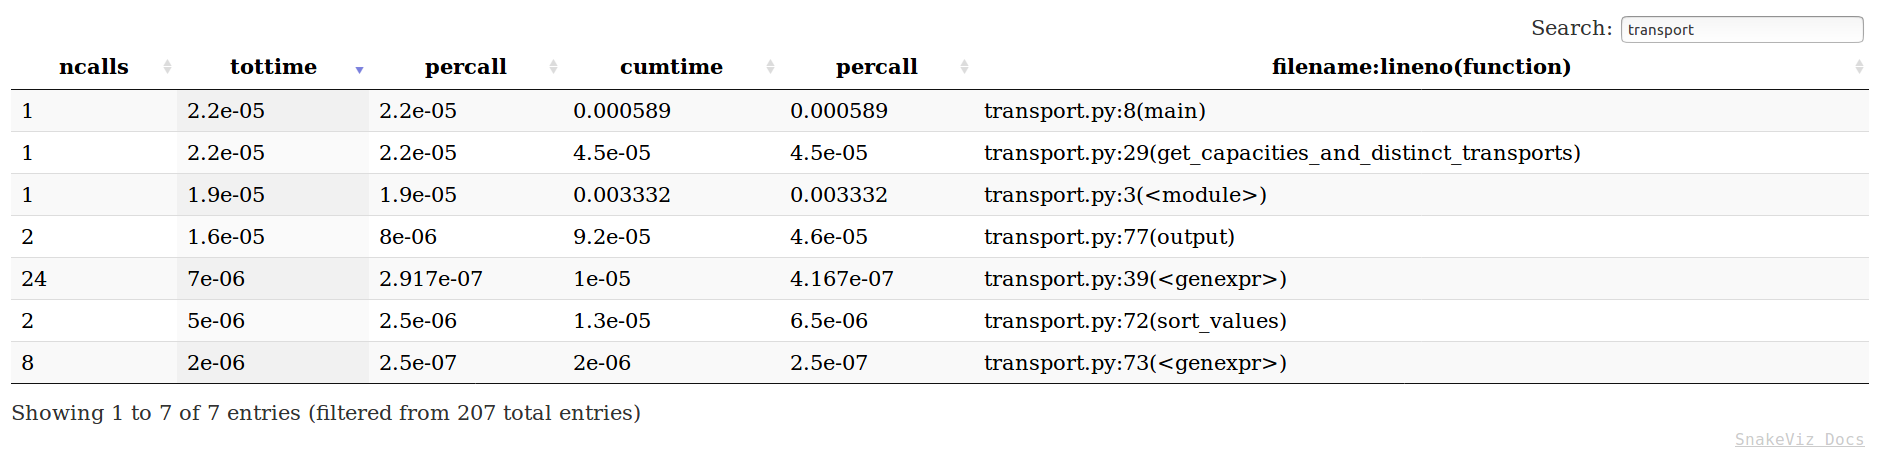 Search: transport
ncalls tottime percall cumtime percall filename:lineno(function)
1 2.2e-05 2.2e-05 0.000589 0.000589 transport.py:8(main)
1 2.2e-05 2.2e-05 4.5e-05 4.5e-05 transport.py:29(get_capacities_and_distinct_transports)
1 1.9e-05 1.9e-05 0.003332 0.003332 transport.py:3(<module>)
2 1.6e-05 8e-06 9.2e-05 4.6e-05 transport.py:77(output)
24 7e-06 2.917e-07 1e-05 4.167e-07 transport.py:39(<genexpr>)
2 5e-06 2.5e-06 1.3e-05 6.5e-06 transport.py:72(sort_values)
8 2e-06 2.5e-07 2e-06 2.5e-07 transport.py:73(<genexpr>)
Showing 1 to 7 of 7 entries (filtered from 207 total entries)
SnakeViz Docs